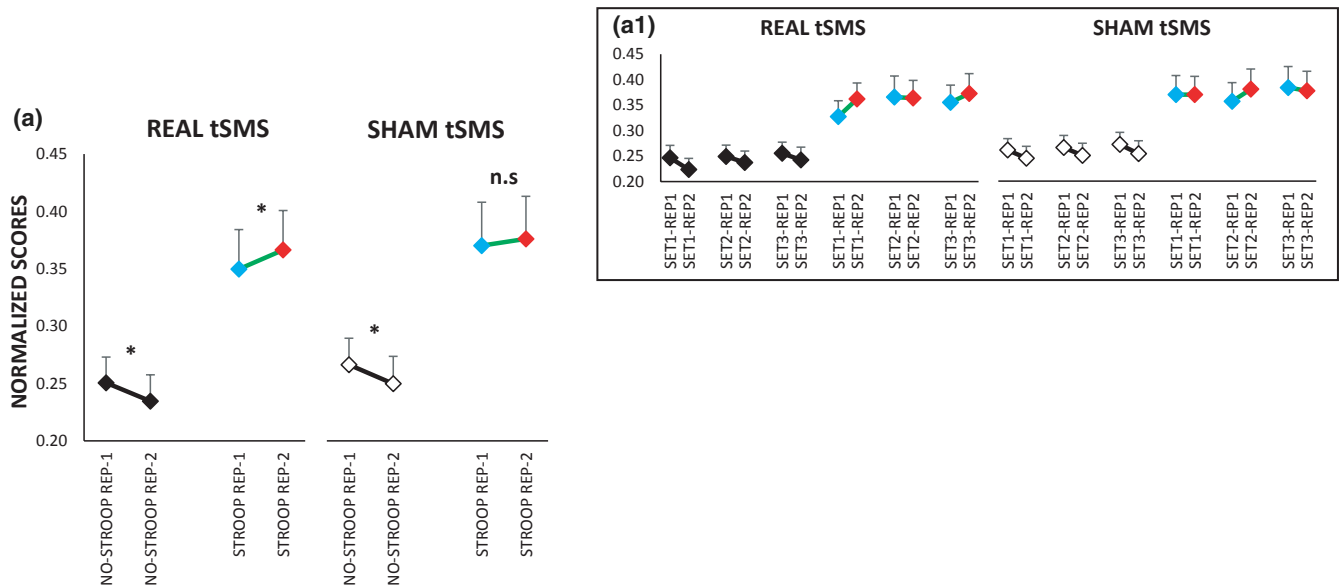 (a)
REAL tSMS
SHAM tSMS
NORMALIZED SCORES
0.45
0.40
0.35
0.30
0.25
0.20
*
*
*
n.s
NO-STROOP REP-1
NO-STROOP REP-2
STROOP REP-1
STROOP REP-2
NO-STROOP REP-1
NO-STROOP REP-2
STROOP REP-1
STROOP REP-2
(a1)
REAL tSMS
SHAM tSMS
0.45
0.40
0.35
0.30
0.25
0.20
SET1-REP1
SET1-REP2
SET2-REP1
SET2-REP2
SET3-REP1
SET3-REP2
SET1-REP1
SET1-REP2
SET2-REP1
SET2-REP2
SET3-REP1
SET3-REP2
SET1-REP1
SET1-REP2
SET2-REP1
SET2-REP2
SET3-REP1
SET3-REP2
SET1-REP1
SET1-REP2
SET2-REP1
SET2-REP2
SET3-REP1
SET3-REP2